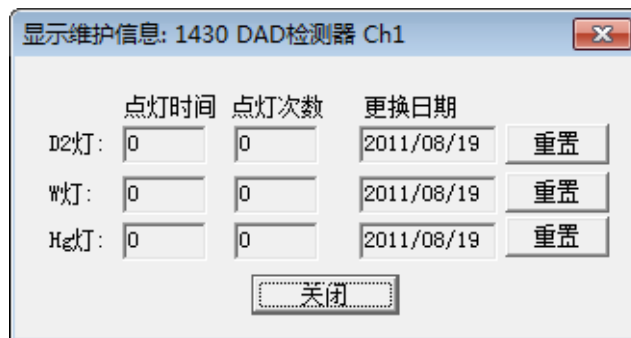 显示维护信息: 1430 DAD检测器 Ch1
点灯时间 点灯次数 更换日期
D2灯: 0 0 2011/08/19 重置
W灯: 0 0 2011/08/19 重置
Hg灯: 0 0 2011/08/19 重置
关闭